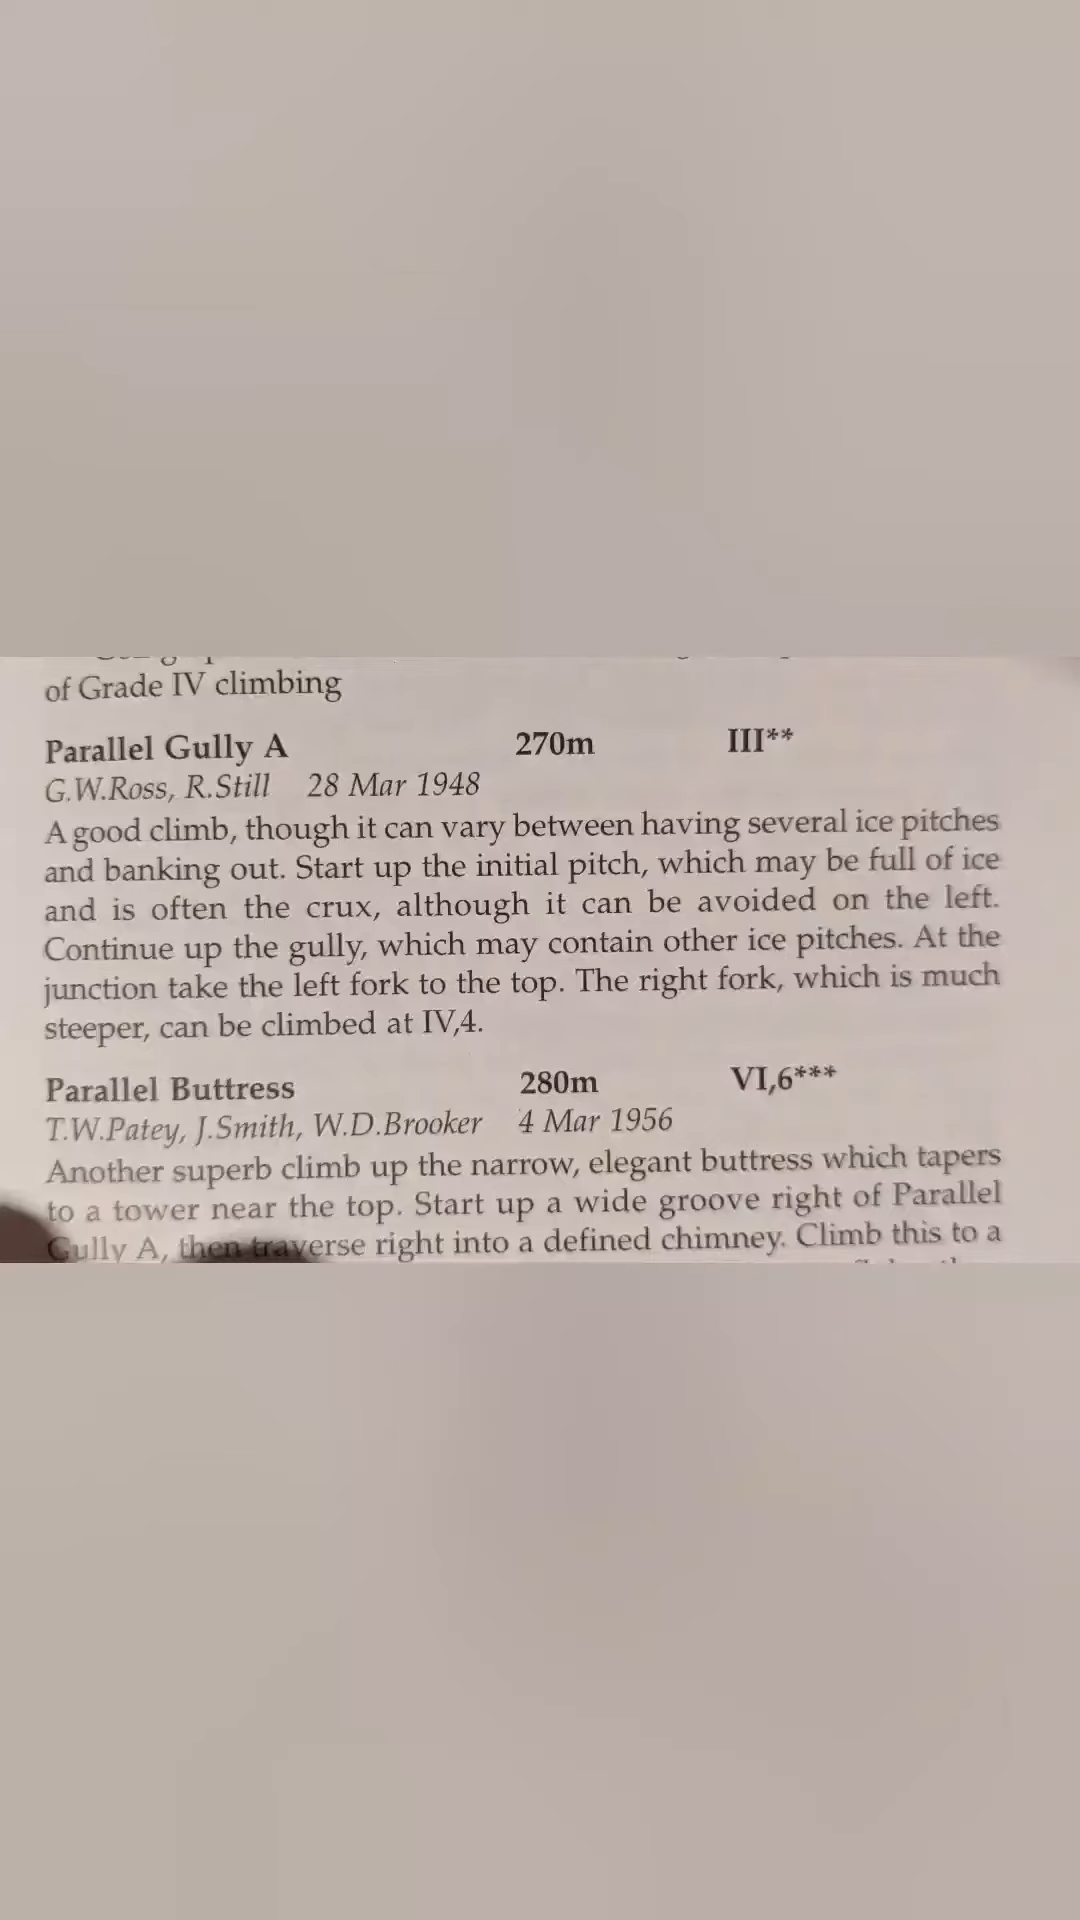 of Grade IV climbing
Parallel Gully A 270m III**
G.W.Ross, R.Still 28 Mar 1948
A good climb, though it can vary between having several ice pitches
and banking out. Start up the initial pitch, which may be full of ice
and is often the crux, although it can be avoided on the left.
Continue up the gully, which may contain other ice pitches. At the
junction take the left fork to the top. The right fork, which is much
steeper, can be climbed at IV,4.
Parallel Buttress 280m VI,6***
T.W.Patey, J.Smith, W.D.Brooker 4 Mar 1956
Another superb climb up the narrow, elegant buttress which tapers
to a tower near the top. Start up a wide groove right of Parallel
Gully A, then traverse right into a defined chimney. Climb this to a